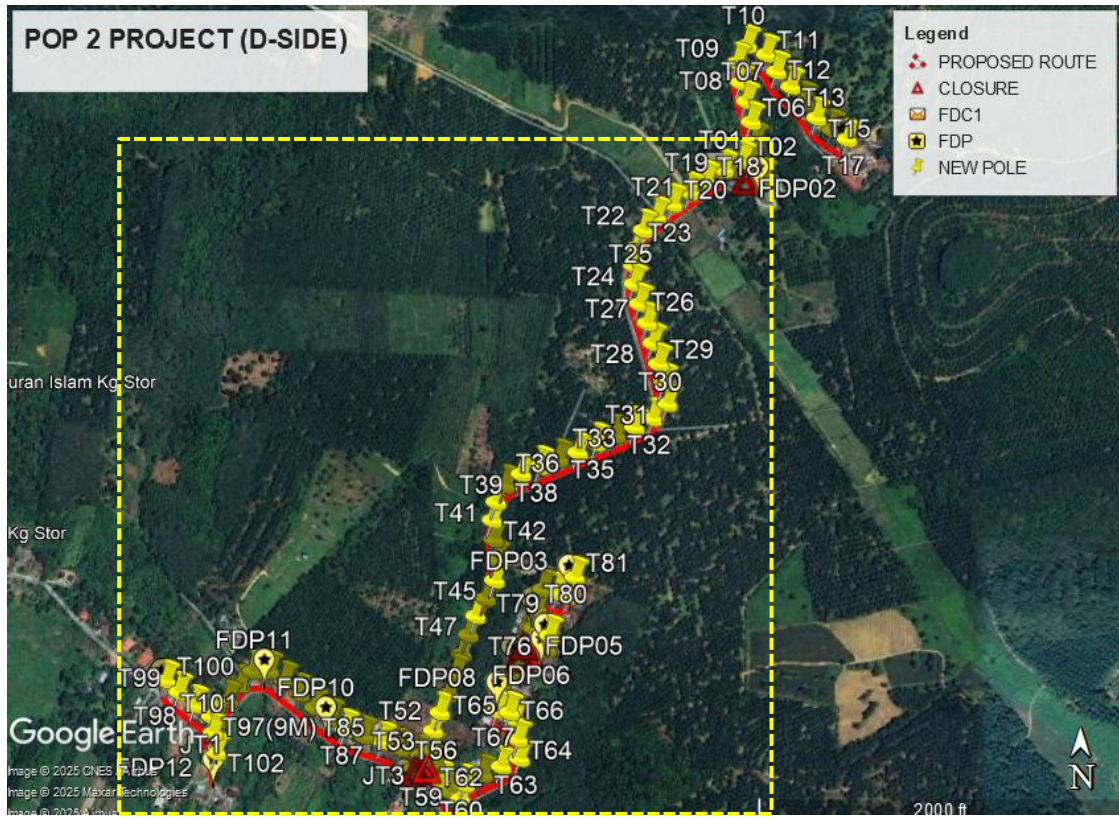 POP 2 PROJECT (D-SIDE)
Legend
PROPOSED ROUTE
CLOSURE
FDC1
FDP
NEW POLE
T10
T09
T11
T08
T07
T12
T06
T13
T15
T01
T02
T17
T19
T18
FDP02
T21
T20
T22
T23
T25
T24
T26
T27
T28
T29
T30
uran Islam Kg Stor
T31
T32
T33
T36
T35
T39
T38
T41
T42
Kg Stor
FDP03
T81
T45
T80
T79
T47
T76
FDP05
FDP11
T100
T99
FDP06
FDP10
FDP08
T65
T101
T52
T66
T98
T97(9M)
T85
T53
T67
Google Earth
JT1
T87
T56
T64
FDP12
T102
JT3
T62
T63
T59
T60
Image © 2025 CNES / Airbus
Image © 2025 Maxar Technologies
Image © 2025 Airbus
N
2000 ft